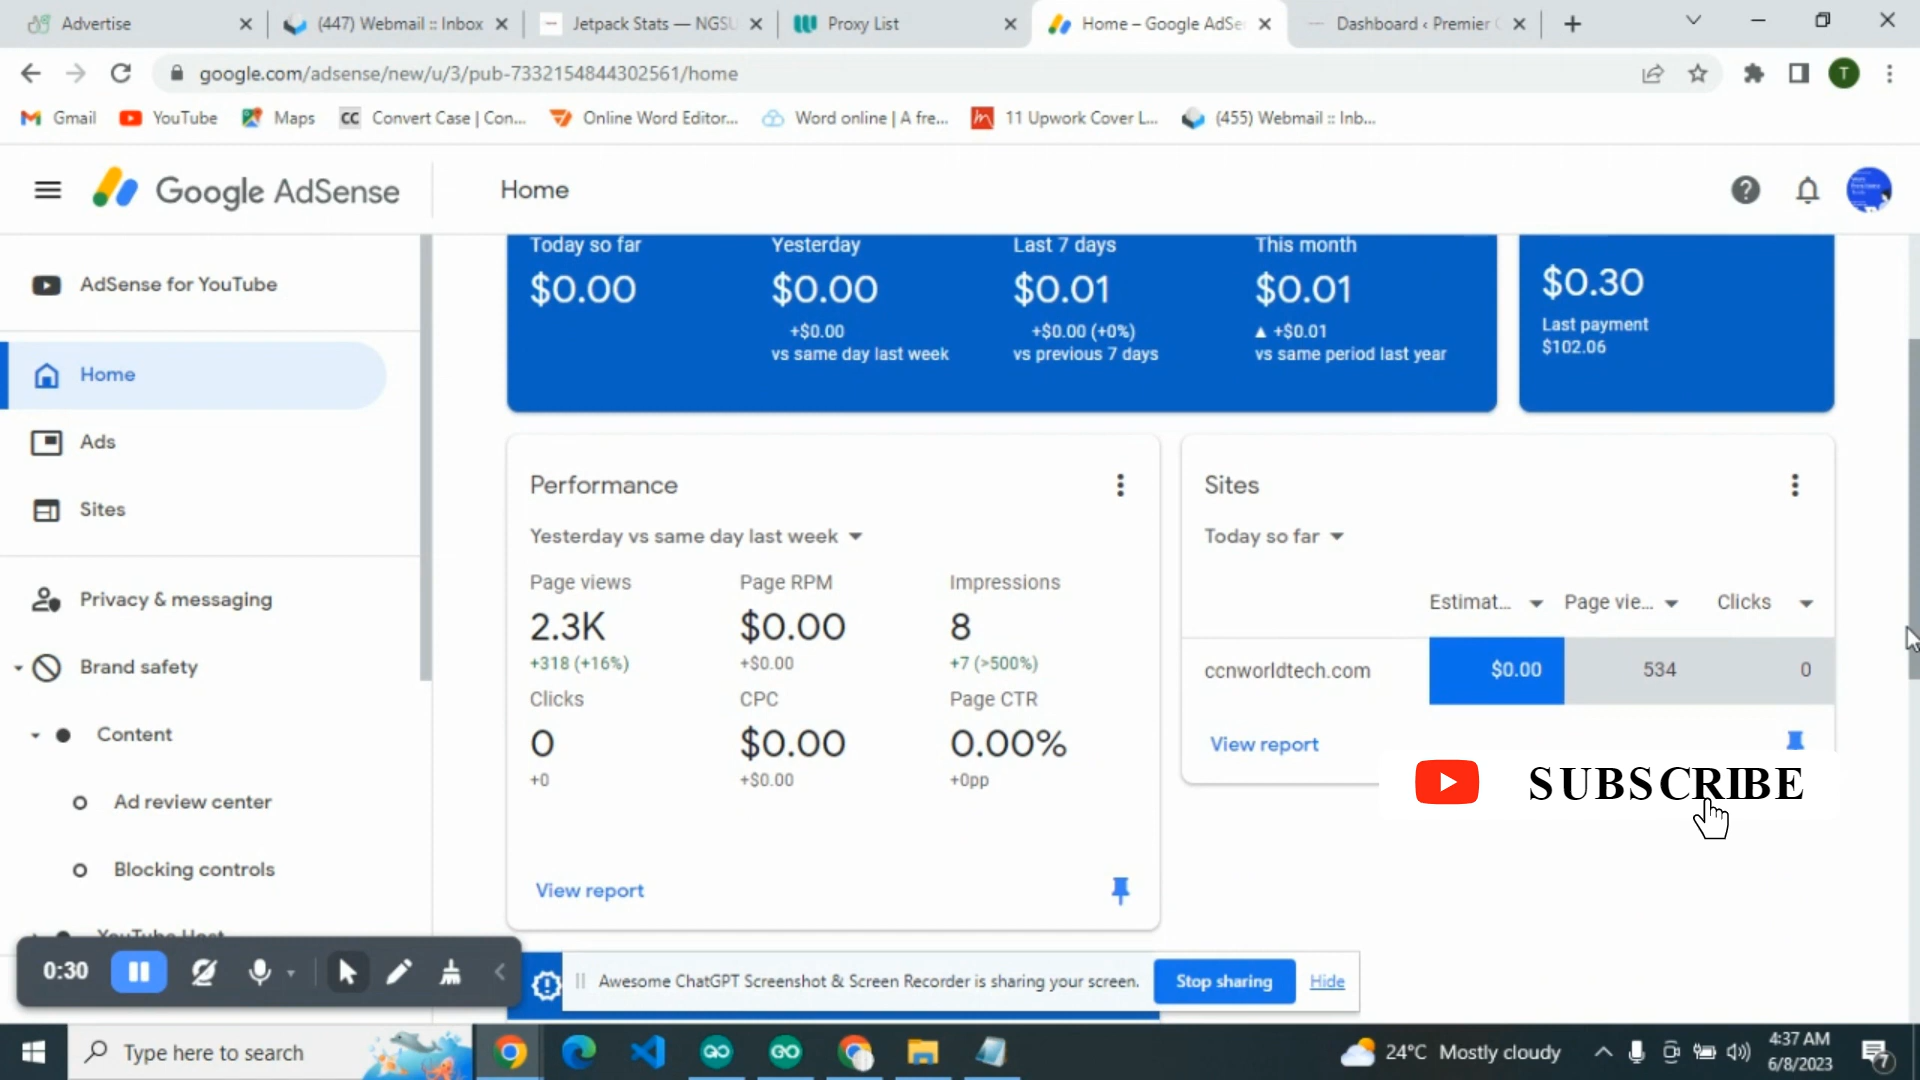 Advertise
(447) Webmail :: Inbox
Jetpack Stats — NGSU
Proxy List
Home – Google AdSe
Dashboard ‹ Premier
google.com/adsense/new/u/3/pub-7332154844302561/home
T
Gmail
YouTube
Maps
CC Convert Case | Con...
Online Word Editor...
Word online | A fre...
11 Upwork Cover L...
(455) Webmail :: Inb...
Google AdSense
Home
AdSense for YouTube
Home
Ads
Sites
Privacy & messaging
Brand safety
Content
Ad review center
Blocking controls
YouTube Host
Today so far
$0.00
Yesterday
$0.00
+$0.00
vs same day last week
Last 7 days
$0.01
+$0.00 (+0%)
vs previous 7 days
This month
$0.01
+$0.01
vs same period last year
$0.30
Last payment
$102.06
Performance
Yesterday vs same day last week
Page views
2.3K
+318 (+16%)
Page RPM
$0.00
+$0.00
Impressions
8
+7 (>500%)
Clicks
0
+0
CPC
$0.00
+$0.00
Page CTR
0.00%
+0pp
View report
Sites
Today so far
Estimat... Page vie... Clicks
ccnworldtech.com $0.00 534 0
View report
SUBSCRIBE
0:30
Awesome ChatGPT Screenshot & Screen Recorder is sharing your screen.
Stop sharing
Hide
Type here to search
24°C Mostly cloudy
4:37 AM
6/8/2023
7